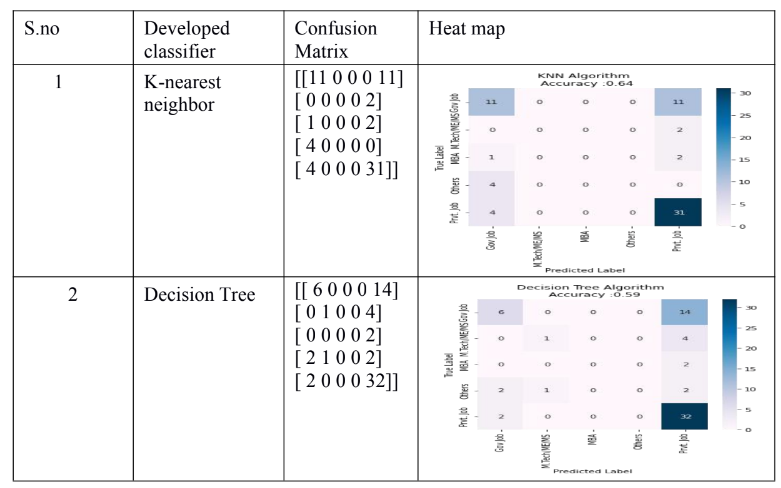 S.no
Developed
classifier
Confusion
Matrix
Heat map
1
K-nearest
neighbor
[[11 0 0 0 11]
[ 0 0 0 0 2]
[ 1 0 0 0 2]
[ 4 0 0 0 0]
[ 4 0 0 0 31]]
KNN Algorithm
Accuracy :0.64
True Label
Gov Job
11 0 0 0 11
M.Tech/ME/MS
0 0 0 0 2
MBA
1 0 0 0 2
Others
4 0 0 0 0
Prvt. Job
4 0 0 0 31
Gov Job
M.Tech/ME/MS
MBA
Others
Prvt. Job
Predicted Label
30
25
20
15
10
5
0
2
Decision Tree
[[ 6 0 0 0 14]
[ 0 1 0 0 4]
[ 0 0 0 0 2]
[ 2 1 0 0 2]
[ 2 0 0 0 32]]
Decision Tree Algorithm
Accuracy :0.59
True Label
Gov Job
6 0 0 0 14
M.Tech/ME/MS
0 1 0 0 4
MBA
0 0 0 0 2
Others
2 1 0 0 2
Prvt. Job
2 0 0 0 32
Gov Job
M.Tech/ME/MS
MBA
Others
Prvt. Job
Predicted Label
30
25
20
15
10
5
0